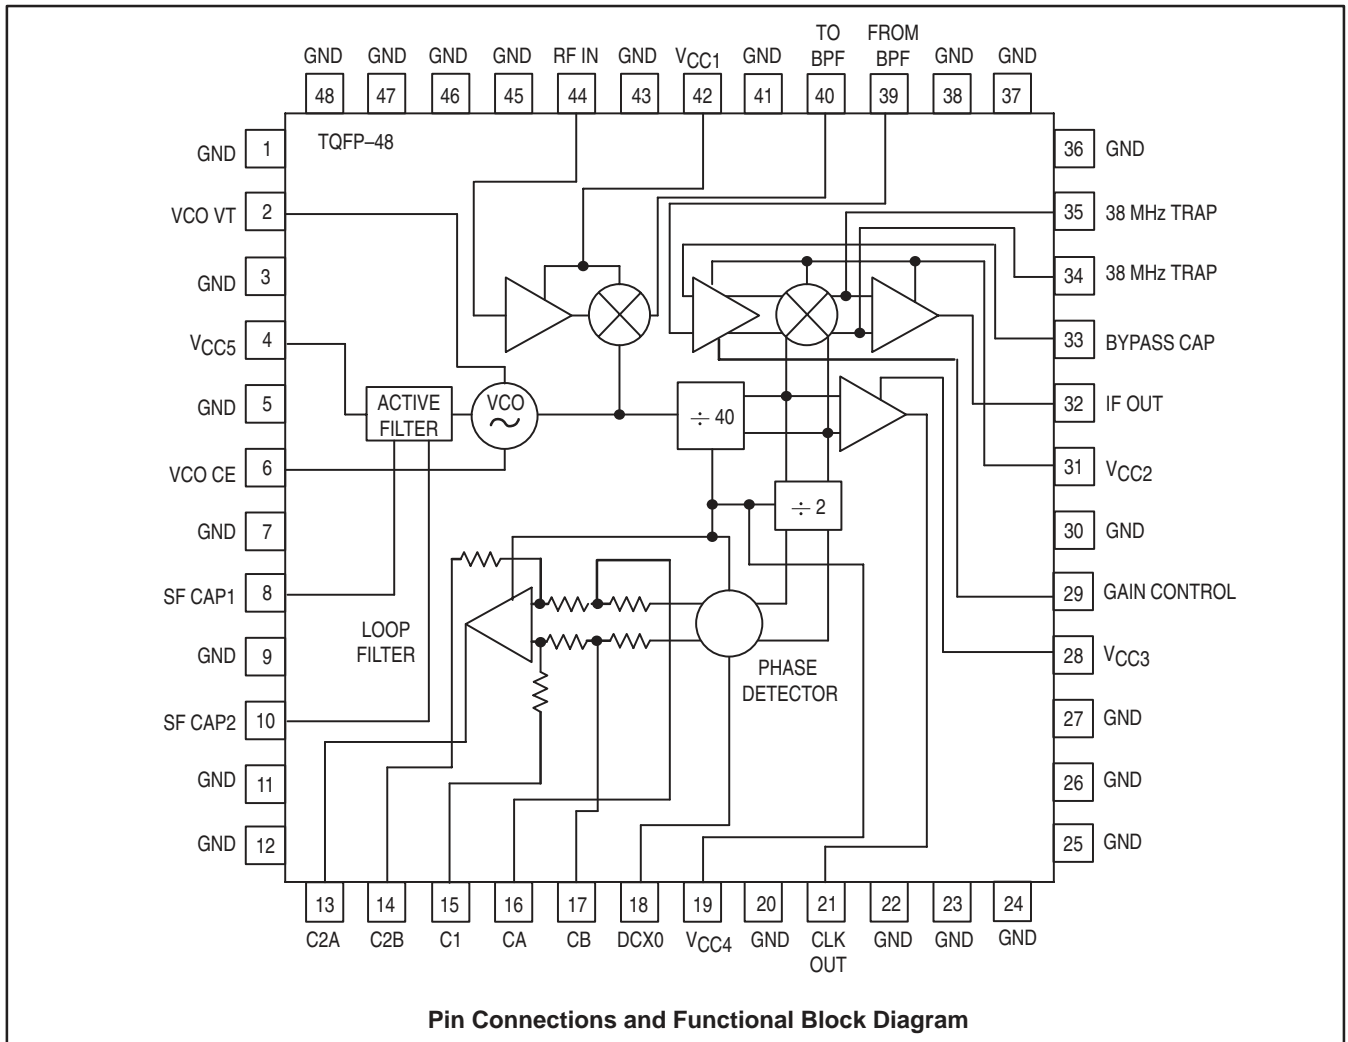 TO FROM
GND GND GND GND RF IN GND VCC1 GND BPF BPF GND GND
48 47 46 45 44 43 42 41 40 39 38 37
TQFP–48
GND 1
36 GND
VCO VT 2
35 38 MHz TRAP
GND 3
34 38 MHz TRAP
VCC5 4
33 BYPASS CAP
GND 5
ACTIVE
FILTER
VCO
÷ 40
32 IF OUT
VCO CE 6
31 VCC2
GND 7
÷ 2
30 GND
SF CAP1 8
29 GAIN CONTROL
LOOP
FILTER
GND 9
PHASE
DETECTOR
28 VCC3
SF CAP2 10
27 GND
GND 11
26 GND
GND 12
25 GND
13 14 15 16 17 18 19 20 21 22 23 24
C2A C2B C1 CA CB DCX0 VCC4 GND CLK GND GND GND
OUT
Pin Connections and Functional Block Diagram